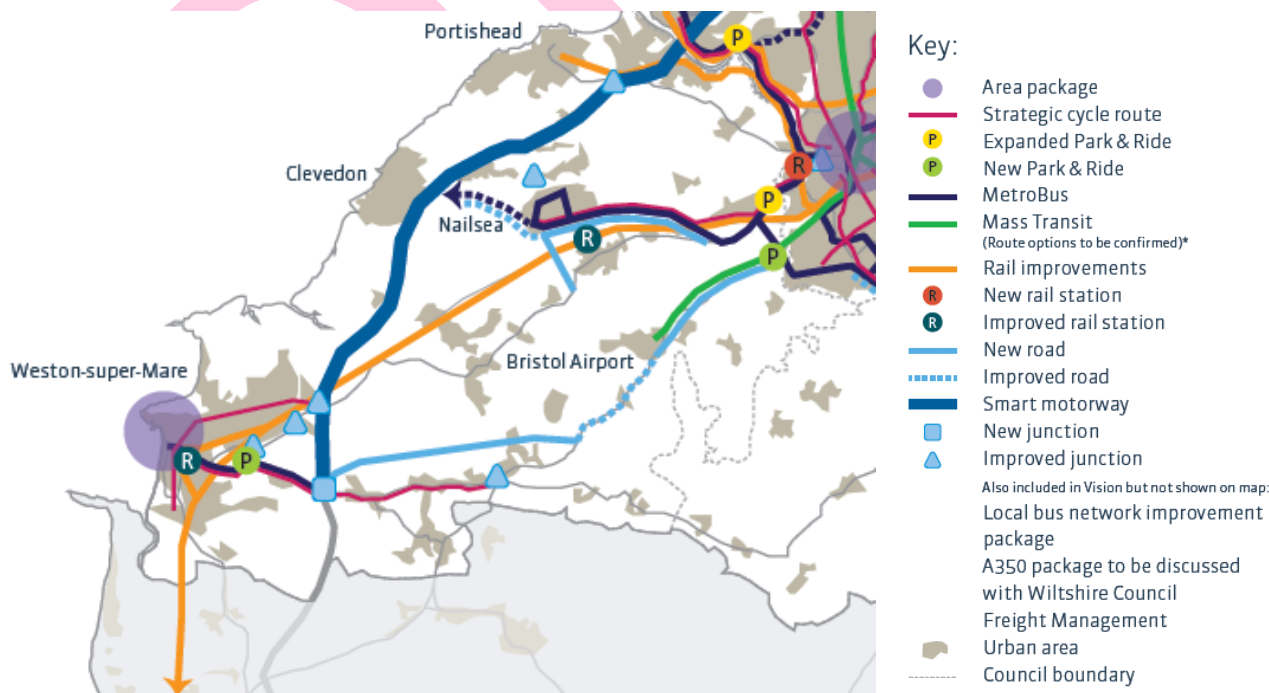 Portishead
Clevedon
Nailsea
Bristol Airport
Weston-super-Mare
P
R
P
R
P
R
P
Key:
Area package
Strategic cycle route
P Expanded Park & Ride
P New Park & Ride
MetroBus
Mass Transit
(Route options to be confirmed)*
Rail improvements
R New rail station
R Improved rail station
New road
Improved road
Smart motorway
New junction
Improved junction
Also included in Vision but not shown on map:
Local bus network improvement
package
A350 package to be discussed
with Wiltshire Council
Freight Management
Urban area
Council boundary